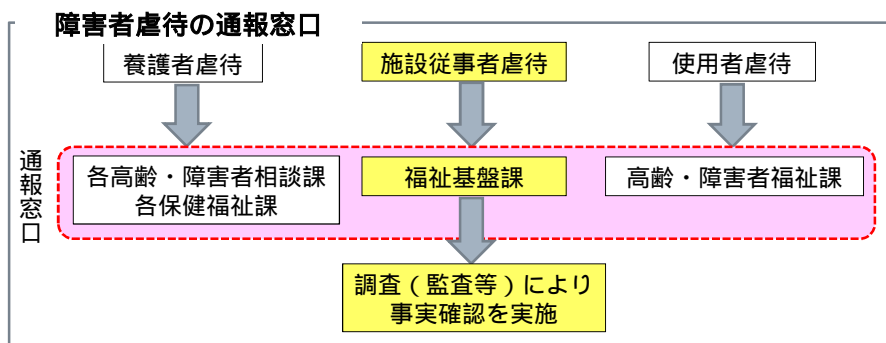 障害者虐待の通報窓口
養護者虐待
施設従事者虐待
使用者虐待
通報窓口
各高齢・障害者相談課
各保健福祉課
福祉基盤課
高齢・障害者福祉課
調査（監査等）により
事実確認を実施